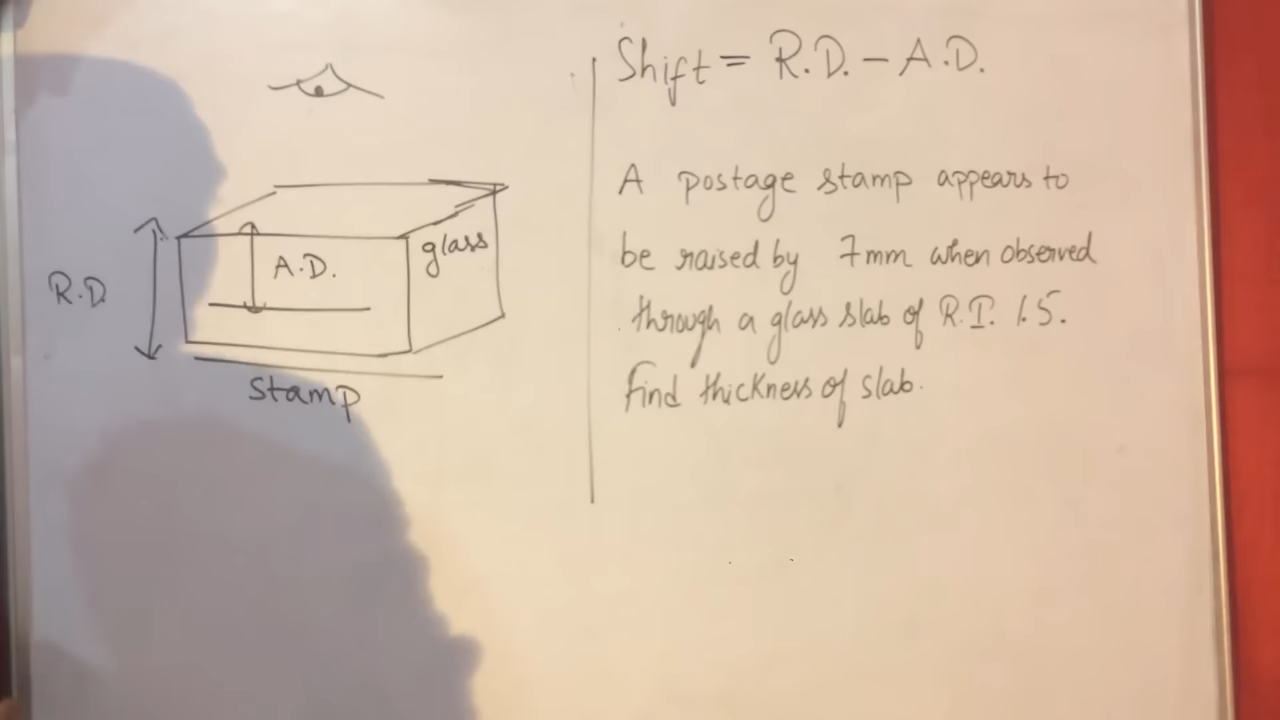 R.D.
A.D.
glass
stamp
Shift = R.D. - A.D.
A postage stamp appears to
be raised by 7mm when observed
through a glass slab of R.I. 1.5.
find thickness of slab.